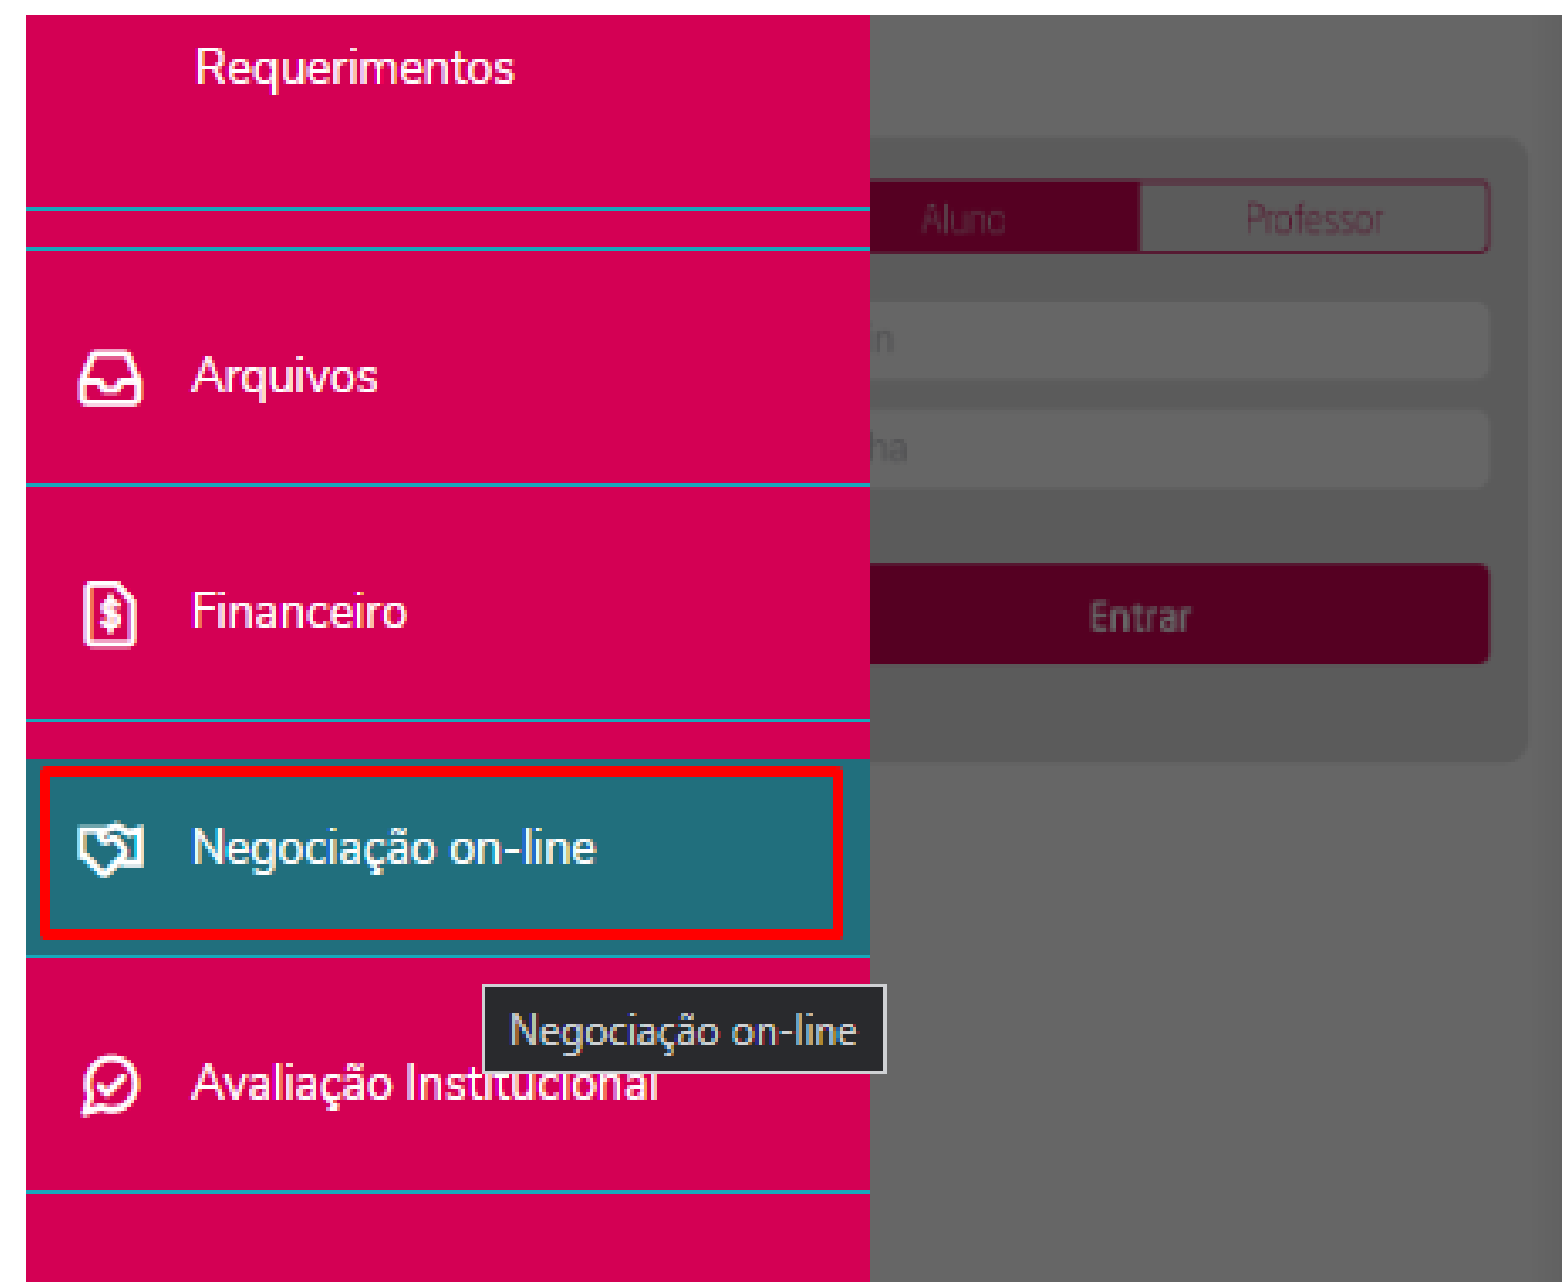 Requerimentos
Aluno
Professor
Arquivos
Financeiro
Entrar
Negociação on-line
Negociação on-line
Avaliação Institucional